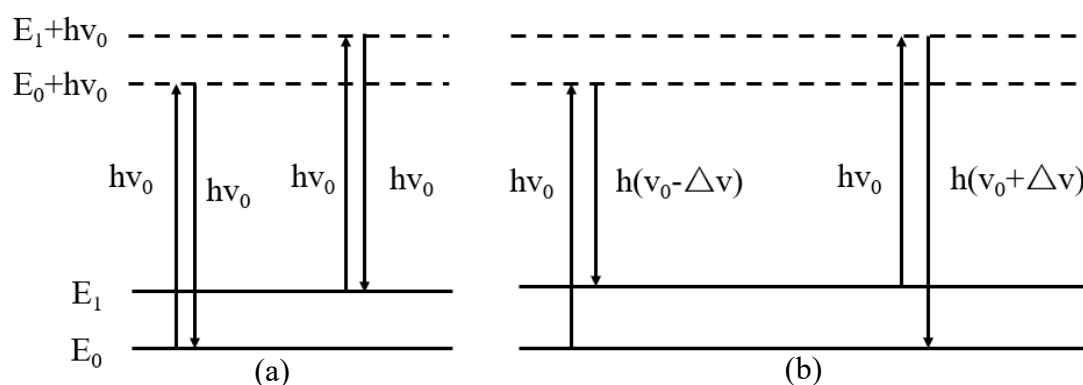 E₁+hv₀
E₀+hv₀
hv₀ hv₀ hv₀ hv₀ hv₀ h(v₀-△v) hv₀ h(v₀+△v)
E₁
E₀
(a) (b)